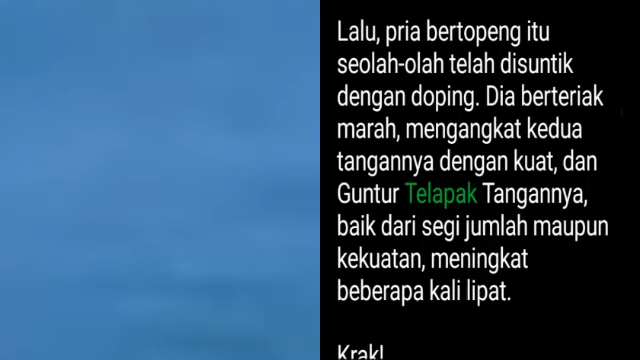 Lalu, pria bertopeng itu
seolah-olah telah disuntik
dengan doping. Dia berteriak
marah, mengangkat kedua
tangannya dengan kuat, dan
Guntur Telapak Tangannya,
baik dari segi jumlah maupun
kekuatan, meningkat
beberapa kali lipat.
Krak!